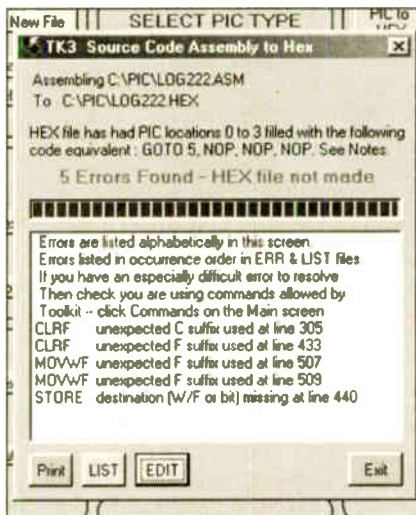 New File
SELECT PIC TYPE
PIC to
TK3 Source Code Assembly to Hex
Assembling C:\PIC\LOG222.ASM
To C:\PIC\LOG222.HEX
HEX file has had PIC locations 0 to 3 filled with the following
code equivalent : GOTO 5, NOP, NOP, NOP. See Notes
5 Errors Found - HEX file not made
Errors are listed alphabetically in this screen.
Errors listed in occurrence order in ERR & LIST files
If you have an especially difficult error to resolve
Then check you are using commands allowed by
Toolkit -- click Commands on the Main screen
CLRF unexpected C suffix used at line 305
CLRF unexpected F suffix used at line 433
MOVWF unexpected F suffix used at line 507
MOVWF unexpected F suffix used at line 509
STORE destination (W/F or bit) missing at line 440
Print LIST EDIT Exit